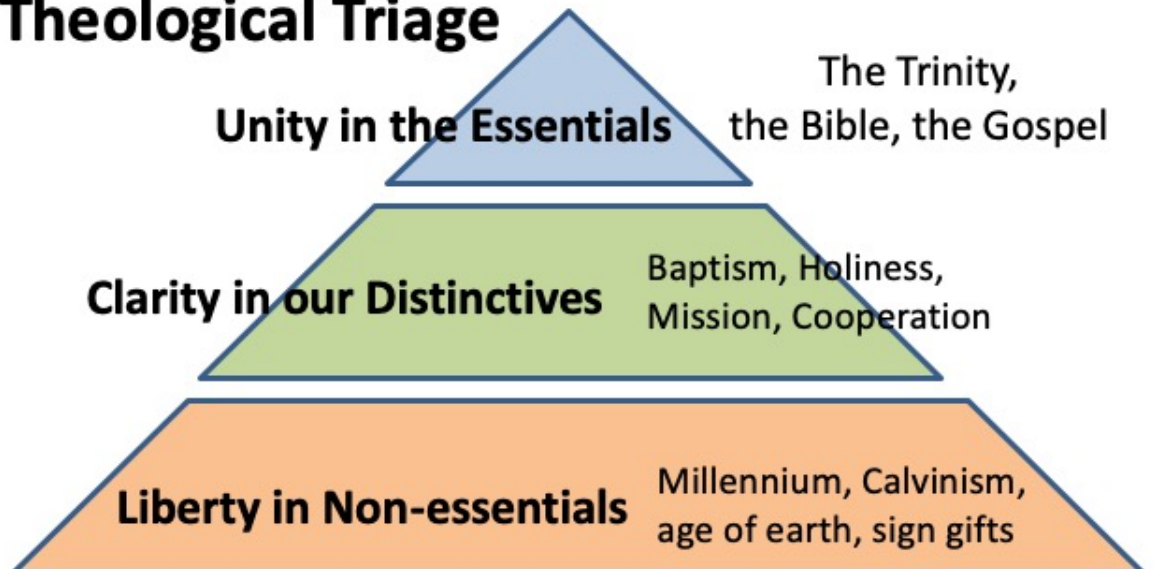 Theological Triage
The Trinity,
Unity in the Essentials
the Bible, the Gospel
Clarity in our Distinctives
Baptism, Holiness,
Mission, Cooperation
Liberty in Non-essentials
Millennium, Calvinism,
age of earth, sign gifts